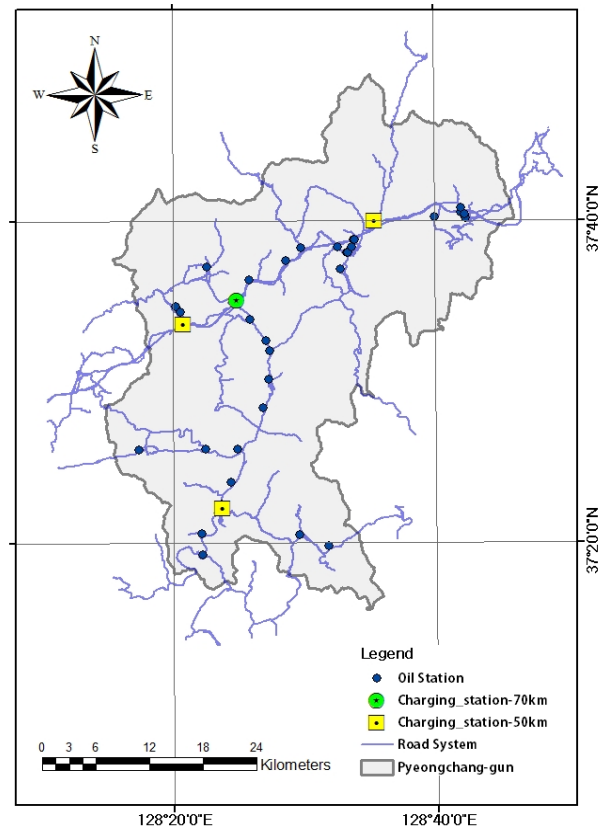 N
W E
S
37°40'0"N
37°20'0"N
Legend
Oil Station
Charging_station-70km
Charging_station-50km
Road System
Pyeongchang-gun
0 3 6 12 18 24
Kilometers
128°20'0"E 128°40'0"E